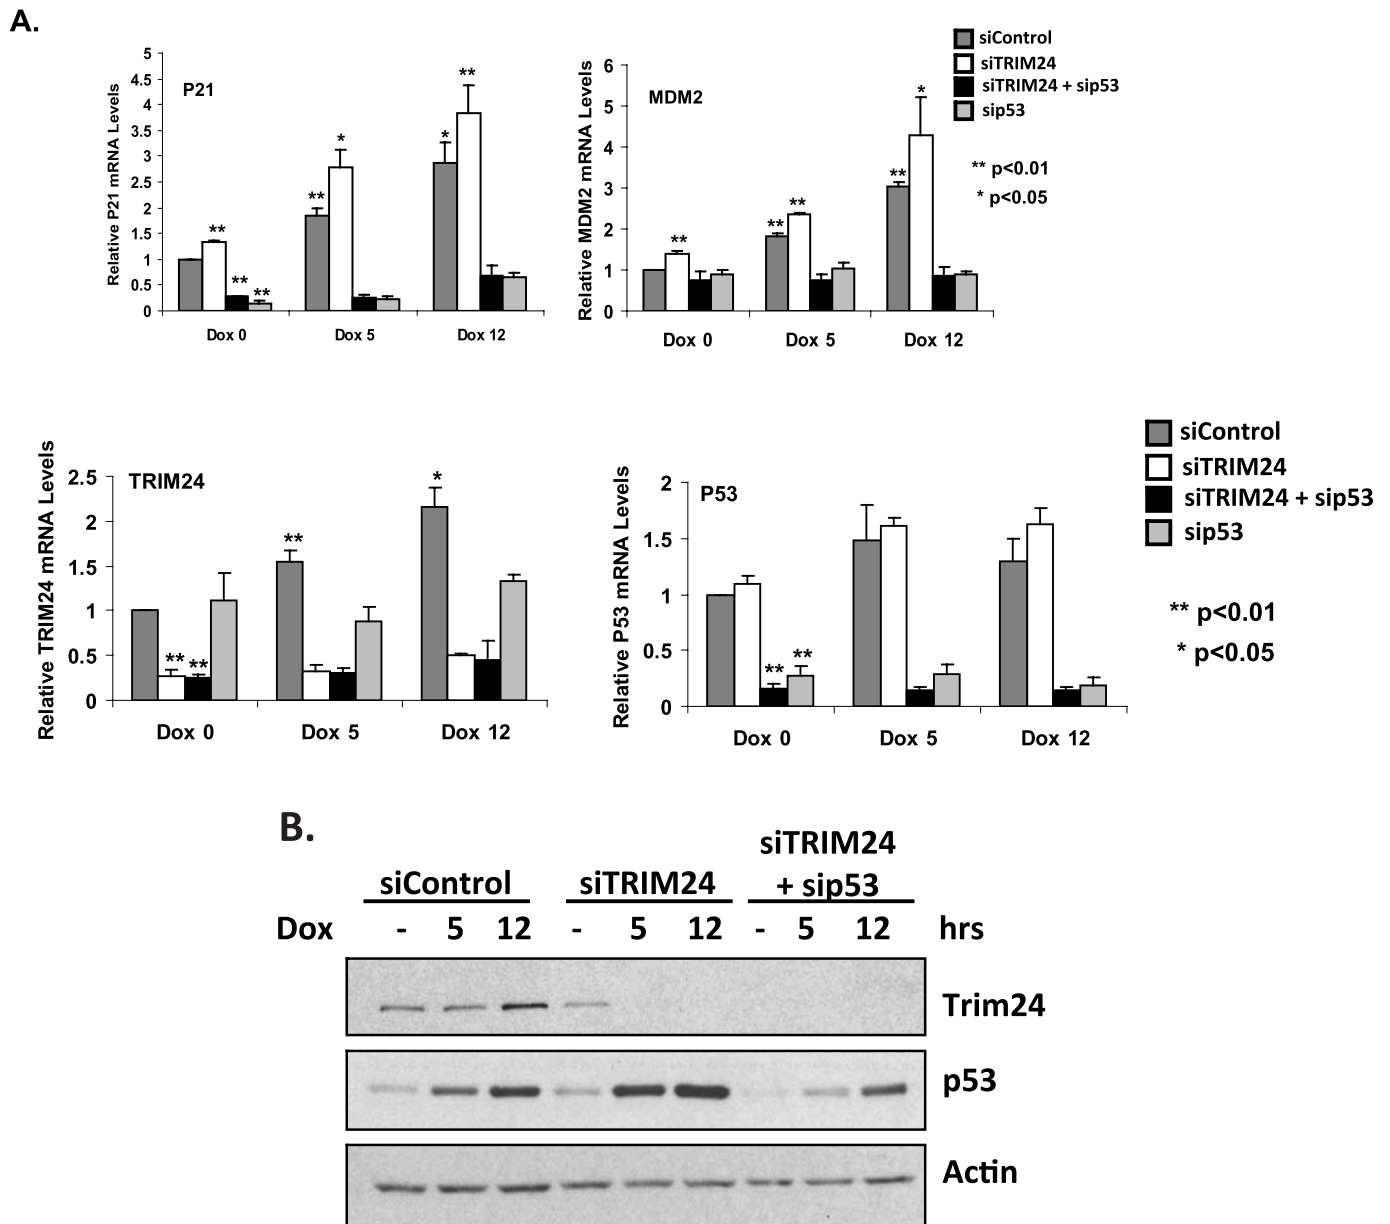 A.
siControl
siTRIM24
siTRIM24 + sip53
sip53
** p<0.01
* p<0.05
Relative P21 mRNA Levels
P21
5
4.5
4
3.5
3
2.5
2
1.5
1
0.5
0
**
**
**
**
*
*
**
Dox 0
Dox 5
Dox 12
Relative MDM2 mRNA Levels
MDM2
6
5
4
3
2
1
0
**
**
**
**
*
Dox 0
Dox 5
Dox 12
Relative TRIM24 mRNA Levels
TRIM24
2.5
2
1.5
1
0.5
0
**
**
**
*
Dox 0
Dox 5
Dox 12
Relative P53 mRNA Levels
P53
2
1.5
1
0.5
0
**
**
Dox 0
Dox 5
Dox 12
siControl
siTRIM24
siTRIM24 + sip53
sip53
** p<0.01
* p<0.05
B.
siControl
siTRIM24
siTRIM24
+ sip53
Dox - 5 12 - 5 12 - 5 12 hrs
Trim24
p53
Actin